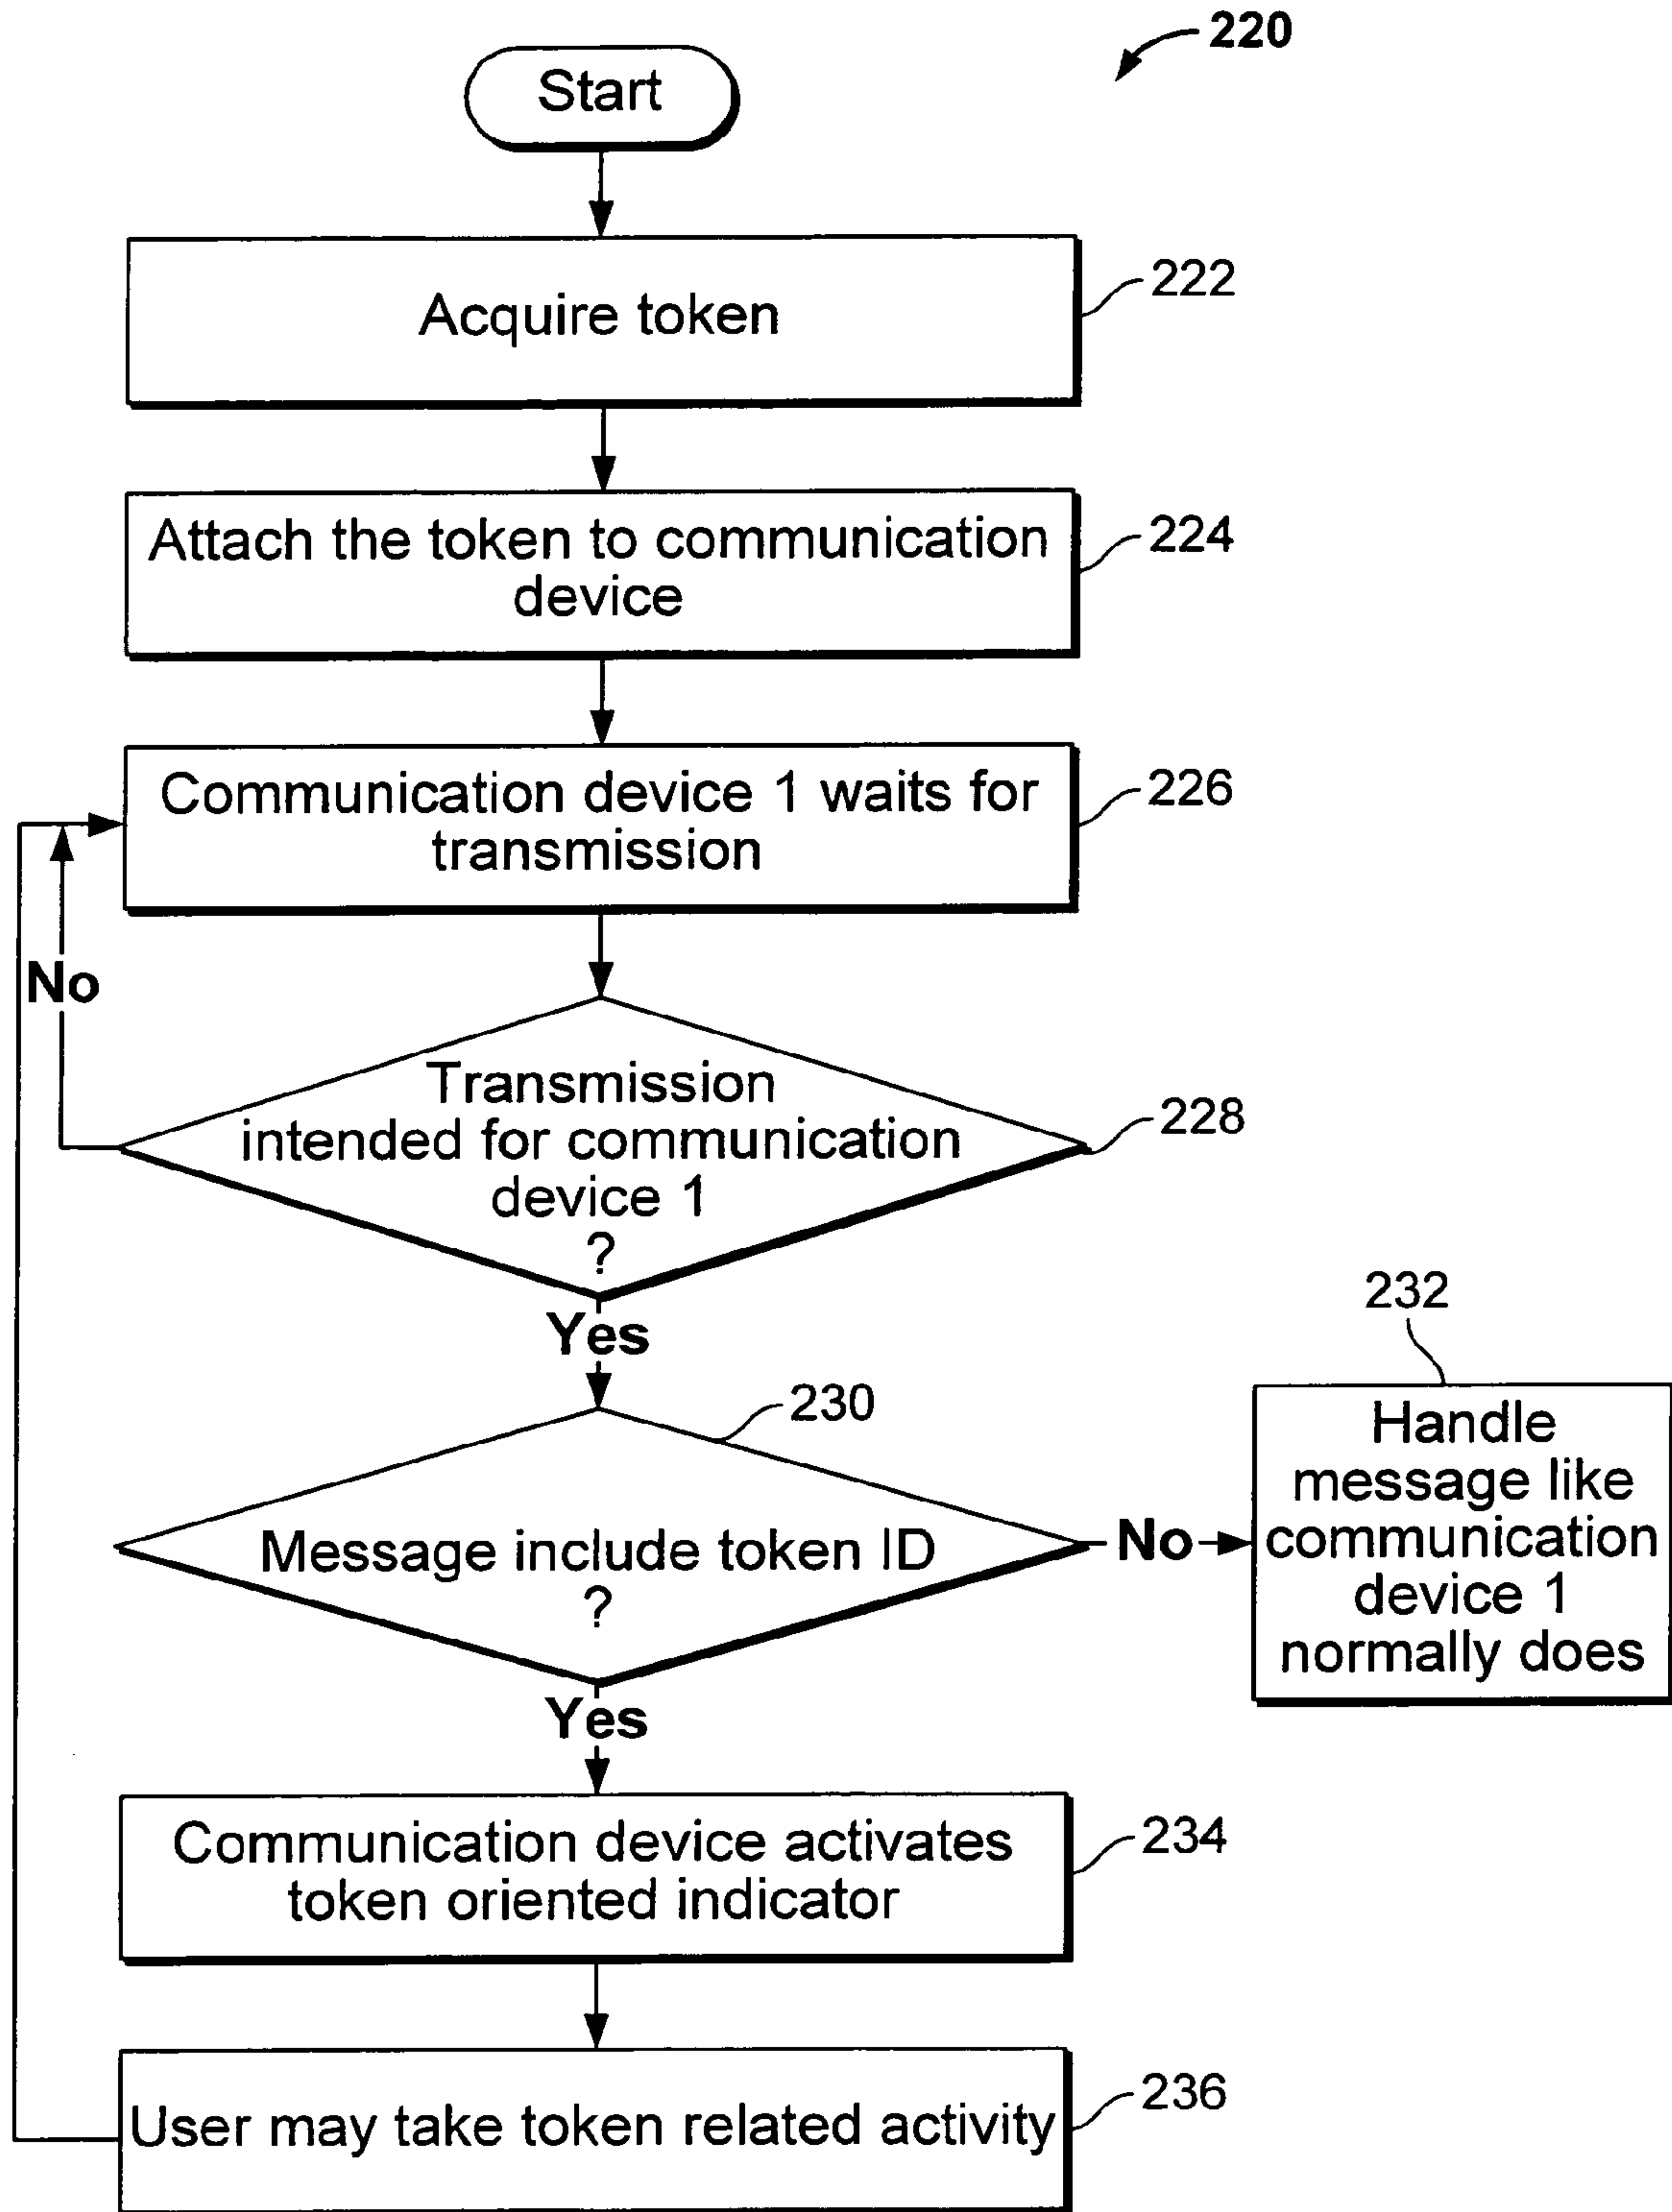 220
Start
Acquire token
222
Attach the token to communication
device
224
Communication device 1 waits for
transmission
226
No
Transmission
intended for communication
device 1
?
228
Yes
230
Message include token ID
?
No
232
Handle
message like
communication
device 1
normally does
Yes
Communication device activates
token oriented indicator
234
User may take token related activity
236